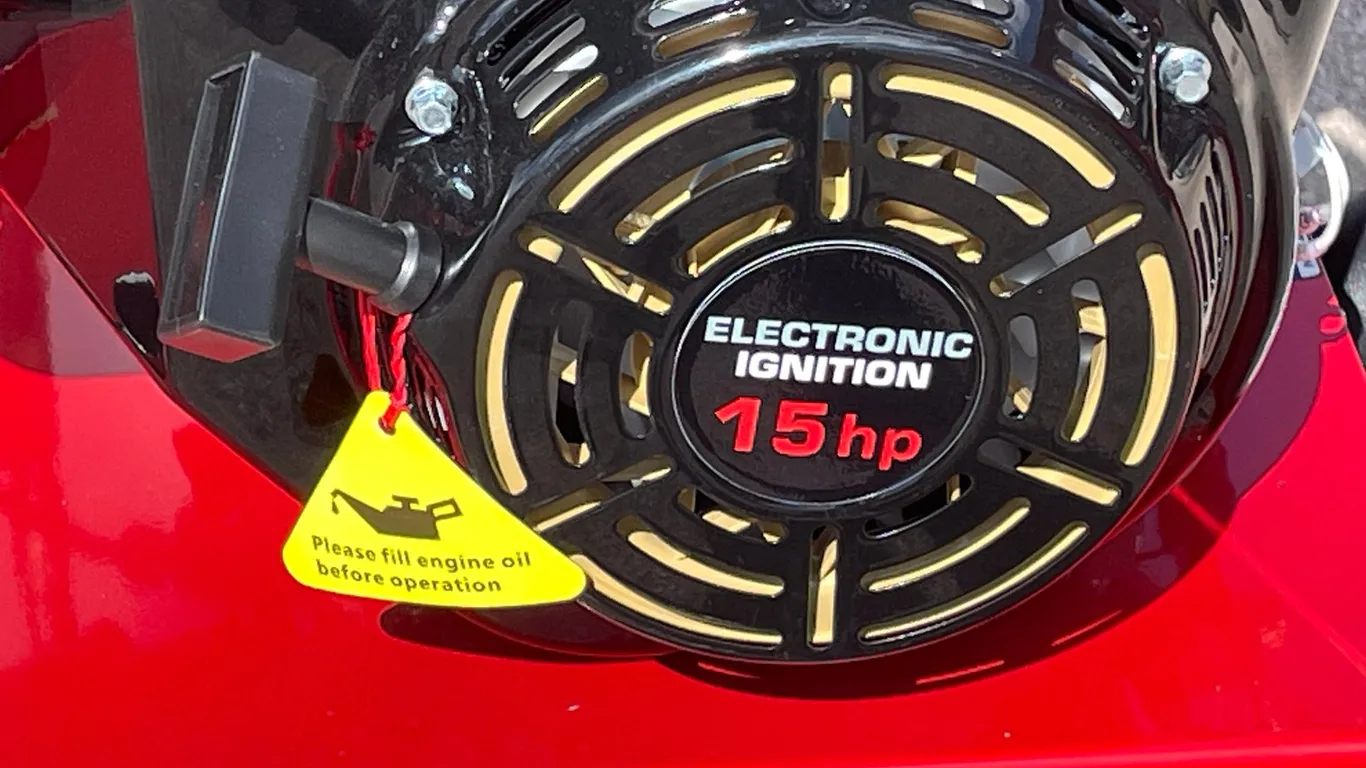 ELECTRONIC
IGNITION
15hp
Please fill engine oil
before operation